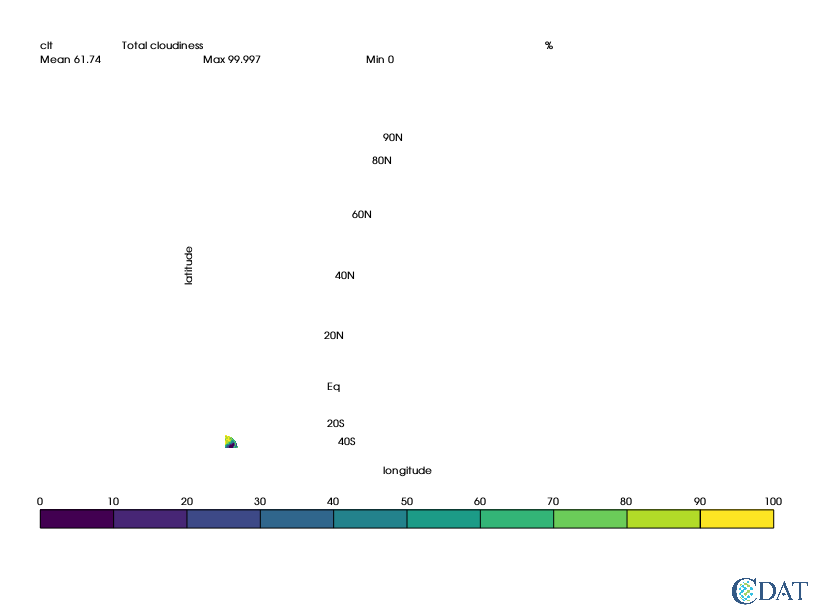 clt Total cloudiness %
Mean 61.74 Max 99.997 Min 0
90N
80N
60N
latitude
40N
20N
Eq
20S
40S
longitude
0 10 20 30 40 50 60 70 80 90 100
CDAT